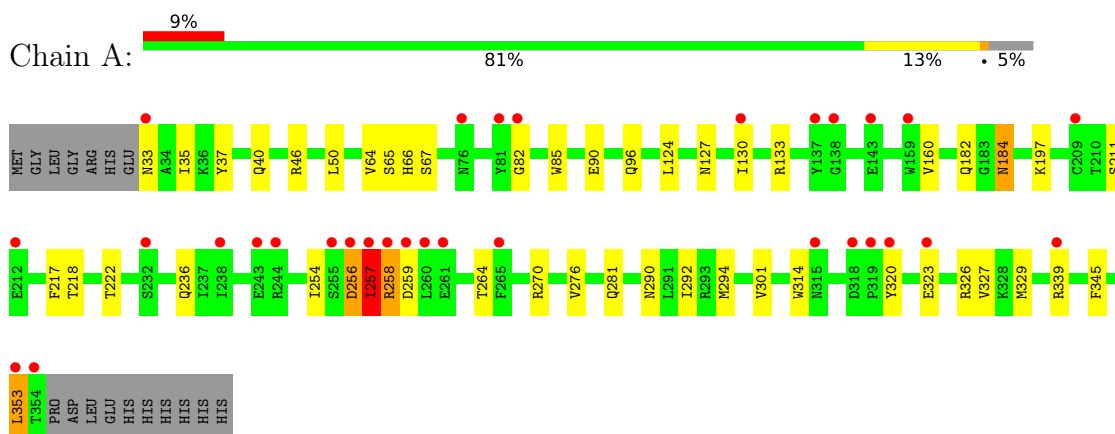 9%
Chain A:
81% 13% • 5%
MET GLY LEU GLY ARG HIS GLU N33 A34 I35 K36 Y37 Q40 R46 L50 V64 S65 H66 S67 N76 Y81 G82 W85 E90 Q96 L124 N127 I130 R133 Y137 G138 E143 W159 V160 Q182 G183 N184 K197 C209 T210 S211
E212 F217 T218 T222 S232 Q236 I237 I238 E243 R244 I254 S255 D256 I257 R258 D259 L260 E261 T264 F265 R270 V276 Q281 N290 L291 I292 R293 M294 V301 W314 N315 D318 P319 Y320 E323 R326 V327 K328 M329 R339 F345
L353 T354 PRO ASP LEU GLU HIS HIS HIS HIS HIS HIS